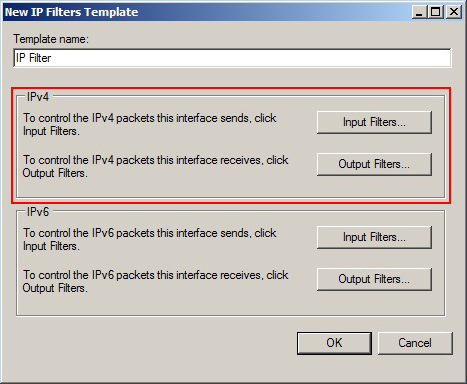 New IP Filters Template
Template name:
IP Filter
IPv4
To control the IPv4 packets this interface sends, click
Input Filters.
Input Filters...
To control the IPv4 packets this interface receives, click
Output Filters.
Output Filters...
IPv6
To control the IPv6 packets this interface sends, click
Input Filters.
Input Filters...
To control the IPv6 packets this interface receives, click
Output Filters.
Output Filters...
OK
Cancel